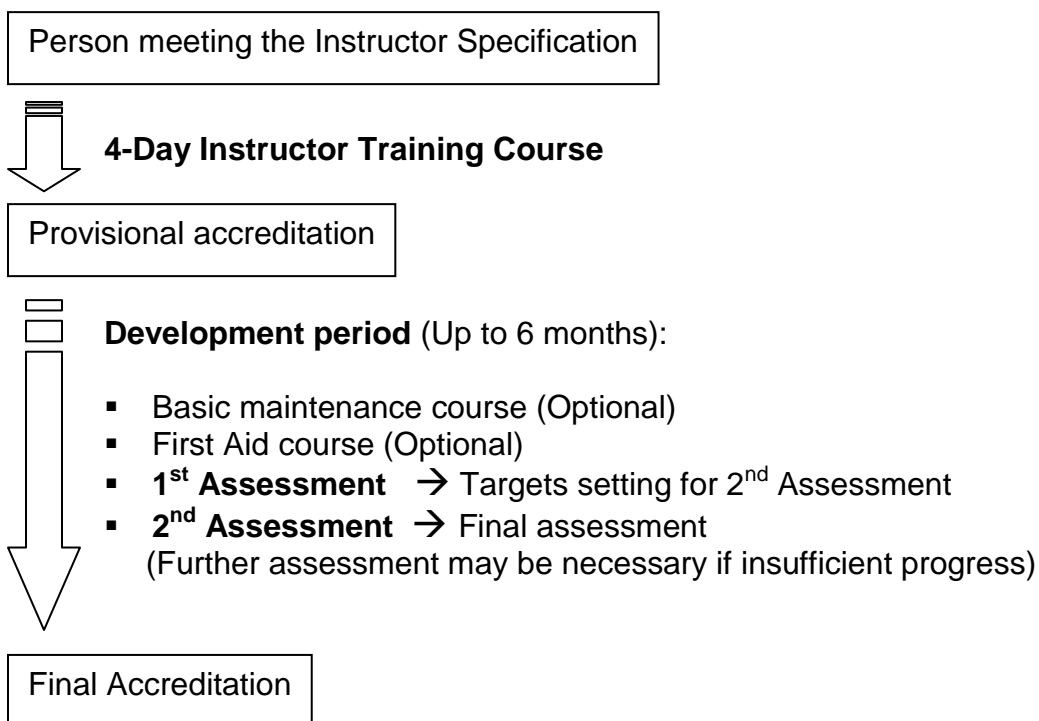 Person meeting the Instructor Specification
4-Day Instructor Training Course
Provisional accreditation
Development period (Up to 6 months):
▪ Basic maintenance course (Optional)
▪ First Aid course (Optional)
▪ 1st Assessment → Targets setting for 2nd Assessment
▪ 2nd Assessment → Final assessment
(Further assessment may be necessary if insufficient progress)
Final Accreditation